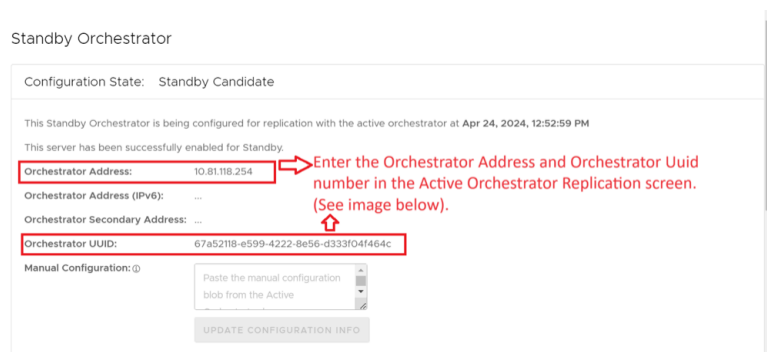 Standby Orchestrator
Configuration State: Standby Candidate
This Standby Orchestrator is being configured for replication with the active orchestrator at Apr 24, 2024, 12:52:59 PM
This server has been successfully enabled for Standby.
Orchestrator Address: 10.81.118.254
Enter the Orchestrator Address and Orchestrator Uuid
number in the Active Orchestrator Replication screen.
(See image below).
Orchestrator Address (IPv6): ...
Orchestrator Secondary Address: ...
Orchestrator UUID: 67a52118-e599-4222-8e56-d333f04f464c
Manual Configuration:
Paste the manual configuration
blob from the Active
UPDATE CONFIGURATION INFO